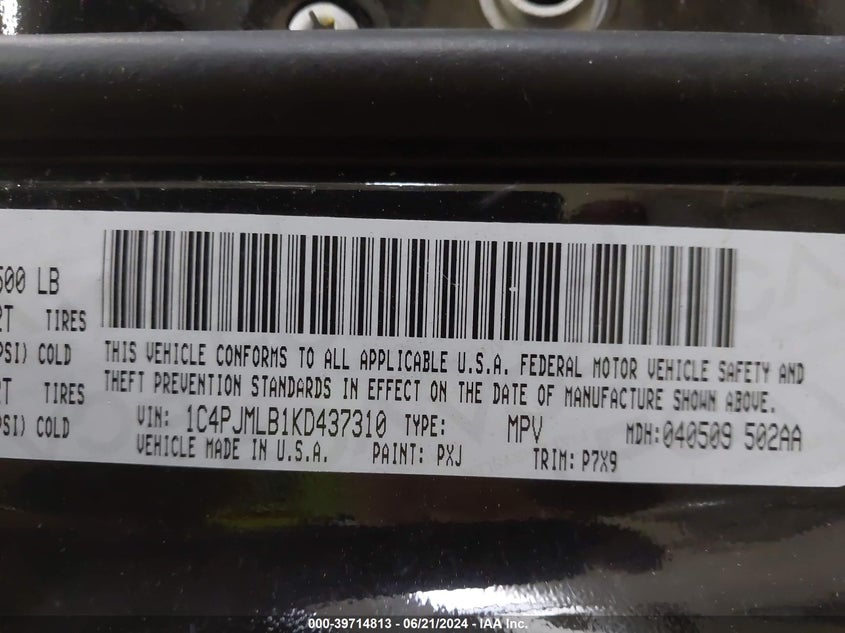 500 LB
TIRES
PSI) COLD
TIRES
PSI) COLD
THIS VEHICLE CONFORMS TO ALL APPLICABLE U.S.A. FEDERAL MOTOR VEHICLE SAFETY AND
THEFT PREVENTION STANDARDS IN EFFECT ON THE DATE OF MANUFACTURE SHOWN ABOVE.
VIN: 1C4PJMLB1KD437310 TYPE: MPV MDH:040509 502AA
VEHICLE MADE IN U.S.A. PAINT: PXJ TRIM: P7X9
000-39714813 - 06/21/2024 - IAA Inc.